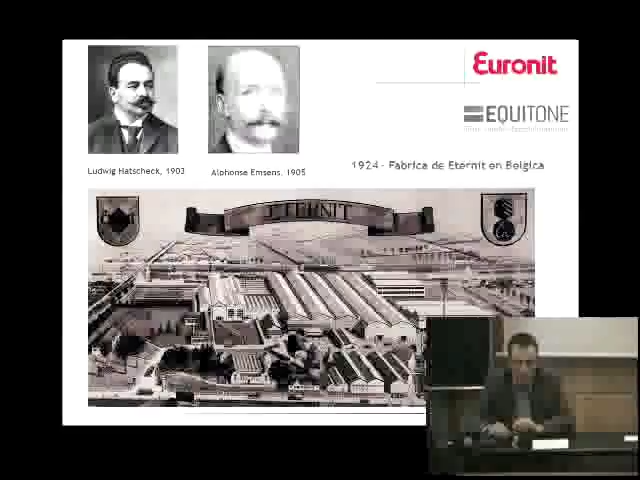 Euronit
EQUITONE
Ludwig Hatscheck, 1903
Alphonse Emsens, 1905
1924 - Fabrica de Eternit en Belgica
ETERNIT